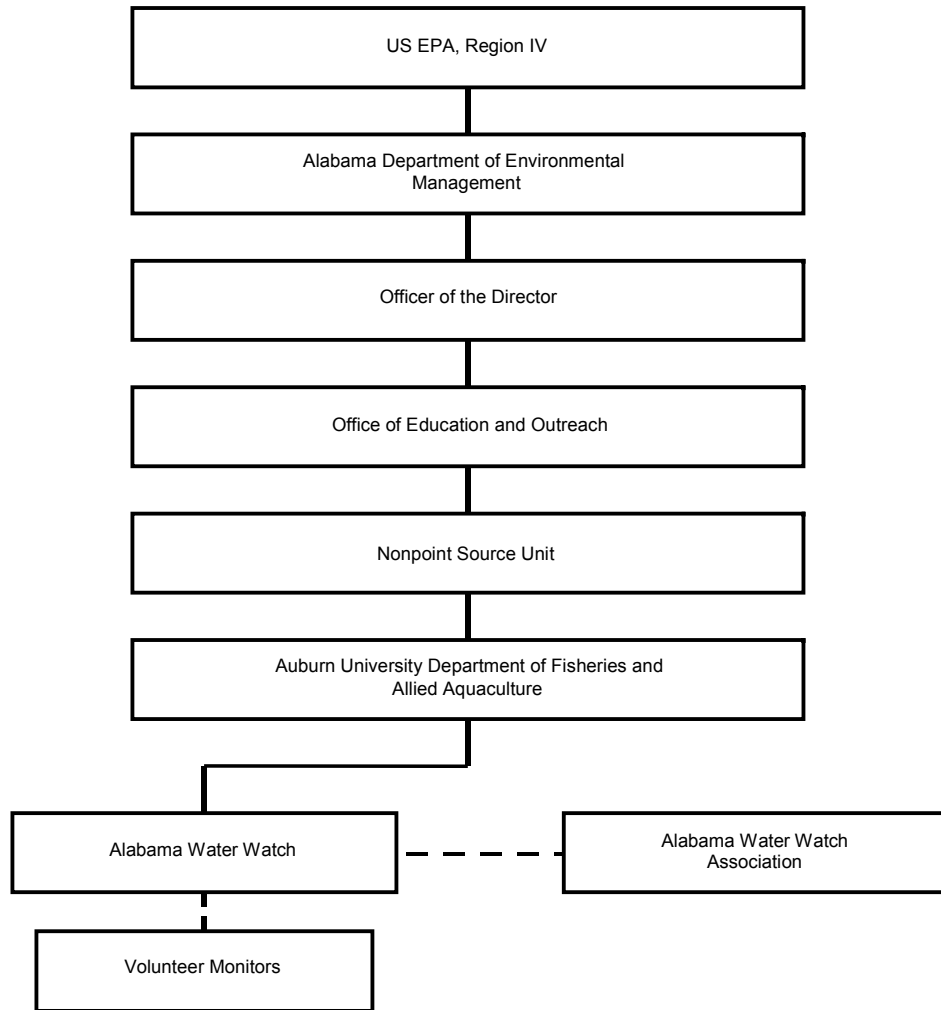 US EPA, Region IV
Alabama Department of Environmental
Management
Officer of the Director
Office of Education and Outreach
Nonpoint Source Unit
Auburn University Department of Fisheries and
Allied Aquaculture
Alabama Water Watch
Alabama Water Watch
Association
Volunteer Monitors